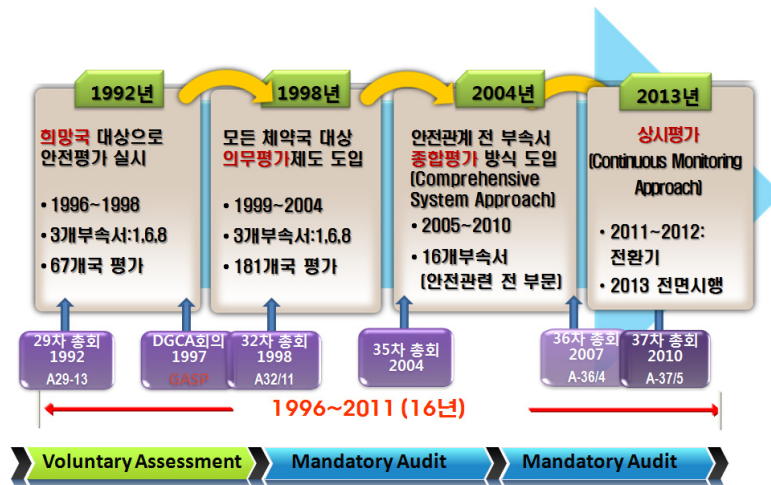 1992년
희망국 대상으로
안전평가 실시
• 1996~1998
• 3개부속서:1,6,8
• 67개국 평가
1998년
모든 체약국 대상
의무평가제도 도입
• 1999~2004
• 3개부속서:1,6,8
• 181개국 평가
2004년
안전관계 전 부속서
종합평가 방식 도입
(Comprehensive
System Approach)
• 2005~2010
• 16개부속서
(안전관련 전 부문)
2013년
상시평가
(Continuous Monitoring
Approach)
• 2011~2012:
전환기
• 2013 전면시행
29차 총회
1992
A29-13
DGCA회의
1997
GASP
32차 총회
1998
A32/11
35차 총회
2004
36차 총회
2007
A-36/4
37차 총회
2010
A-37/5
1996~2011 (16년)
Voluntary Assessment
Mandatory Audit
Mandatory Audit